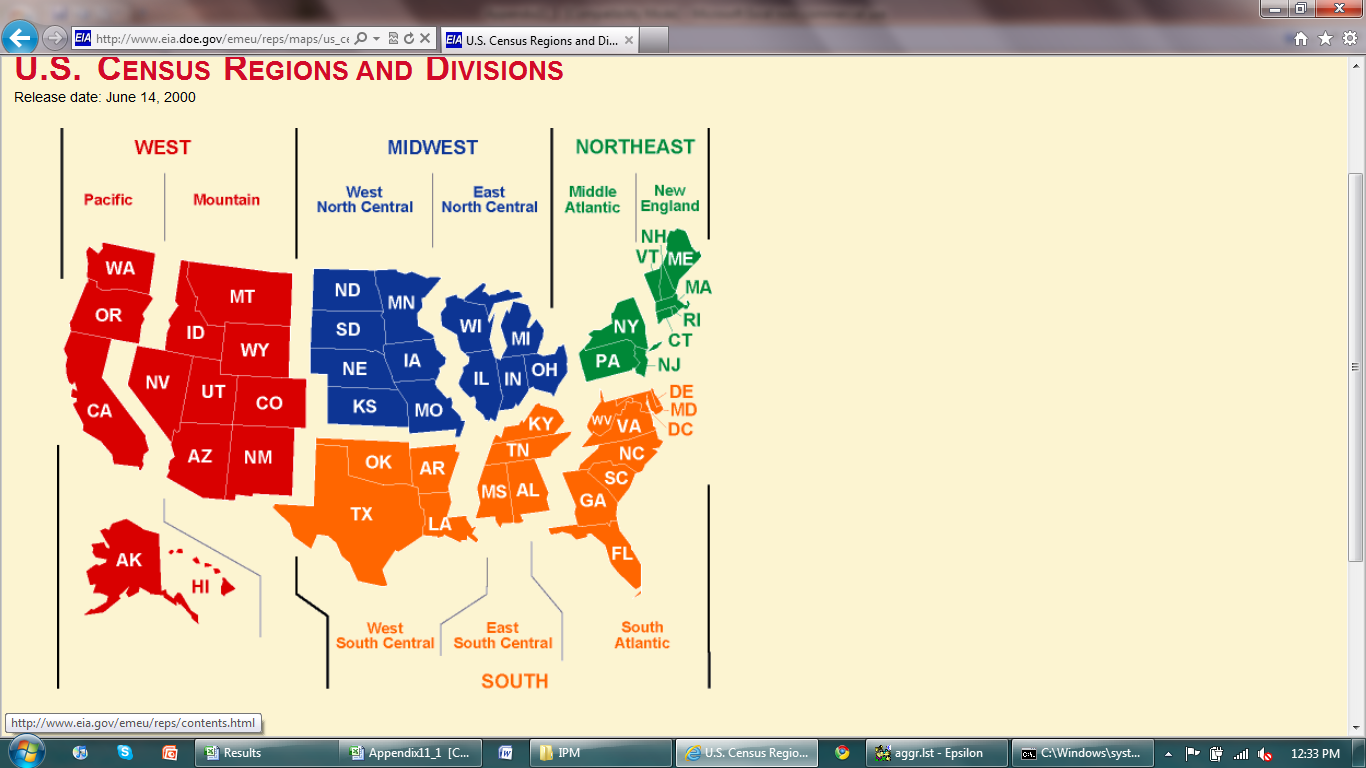 http://www.eia.doe.gov/emeu/reps/maps/us_ce
EIA U.S. Census Regions and Di...
U.S. CENSUS REGIONS AND DIVISIONS
Release date: June 14, 2000
WEST
MIDWEST
NORTHEAST
Pacific
Mountain
West
North Central
East
North Central
Middle
Atlantic
New
England
NH
VT
ME
MA
RI
CT
NJ
NY
PA
WA
OR
CA
MT
ID
WY
NV
UT
CO
AZ
NM
ND
MN
SD
NE
IA
KS
MO
WI
MI
IL
IN
OH
DE
MD
DC
WV
VA
KY
TN
NC
SC
GA
FL
MS
AL
OK
AR
TX
LA
AK
HI
West
South Central
East
South Central
South
Atlantic
SOUTH
http://www.eia.gov/emeu/reps/contents.html
Results
Appendix11_1 [C...
IPM
U.S. Census Regio...
aggr.lst - Epsilon
C:\Windows\syst...
12:33 PM